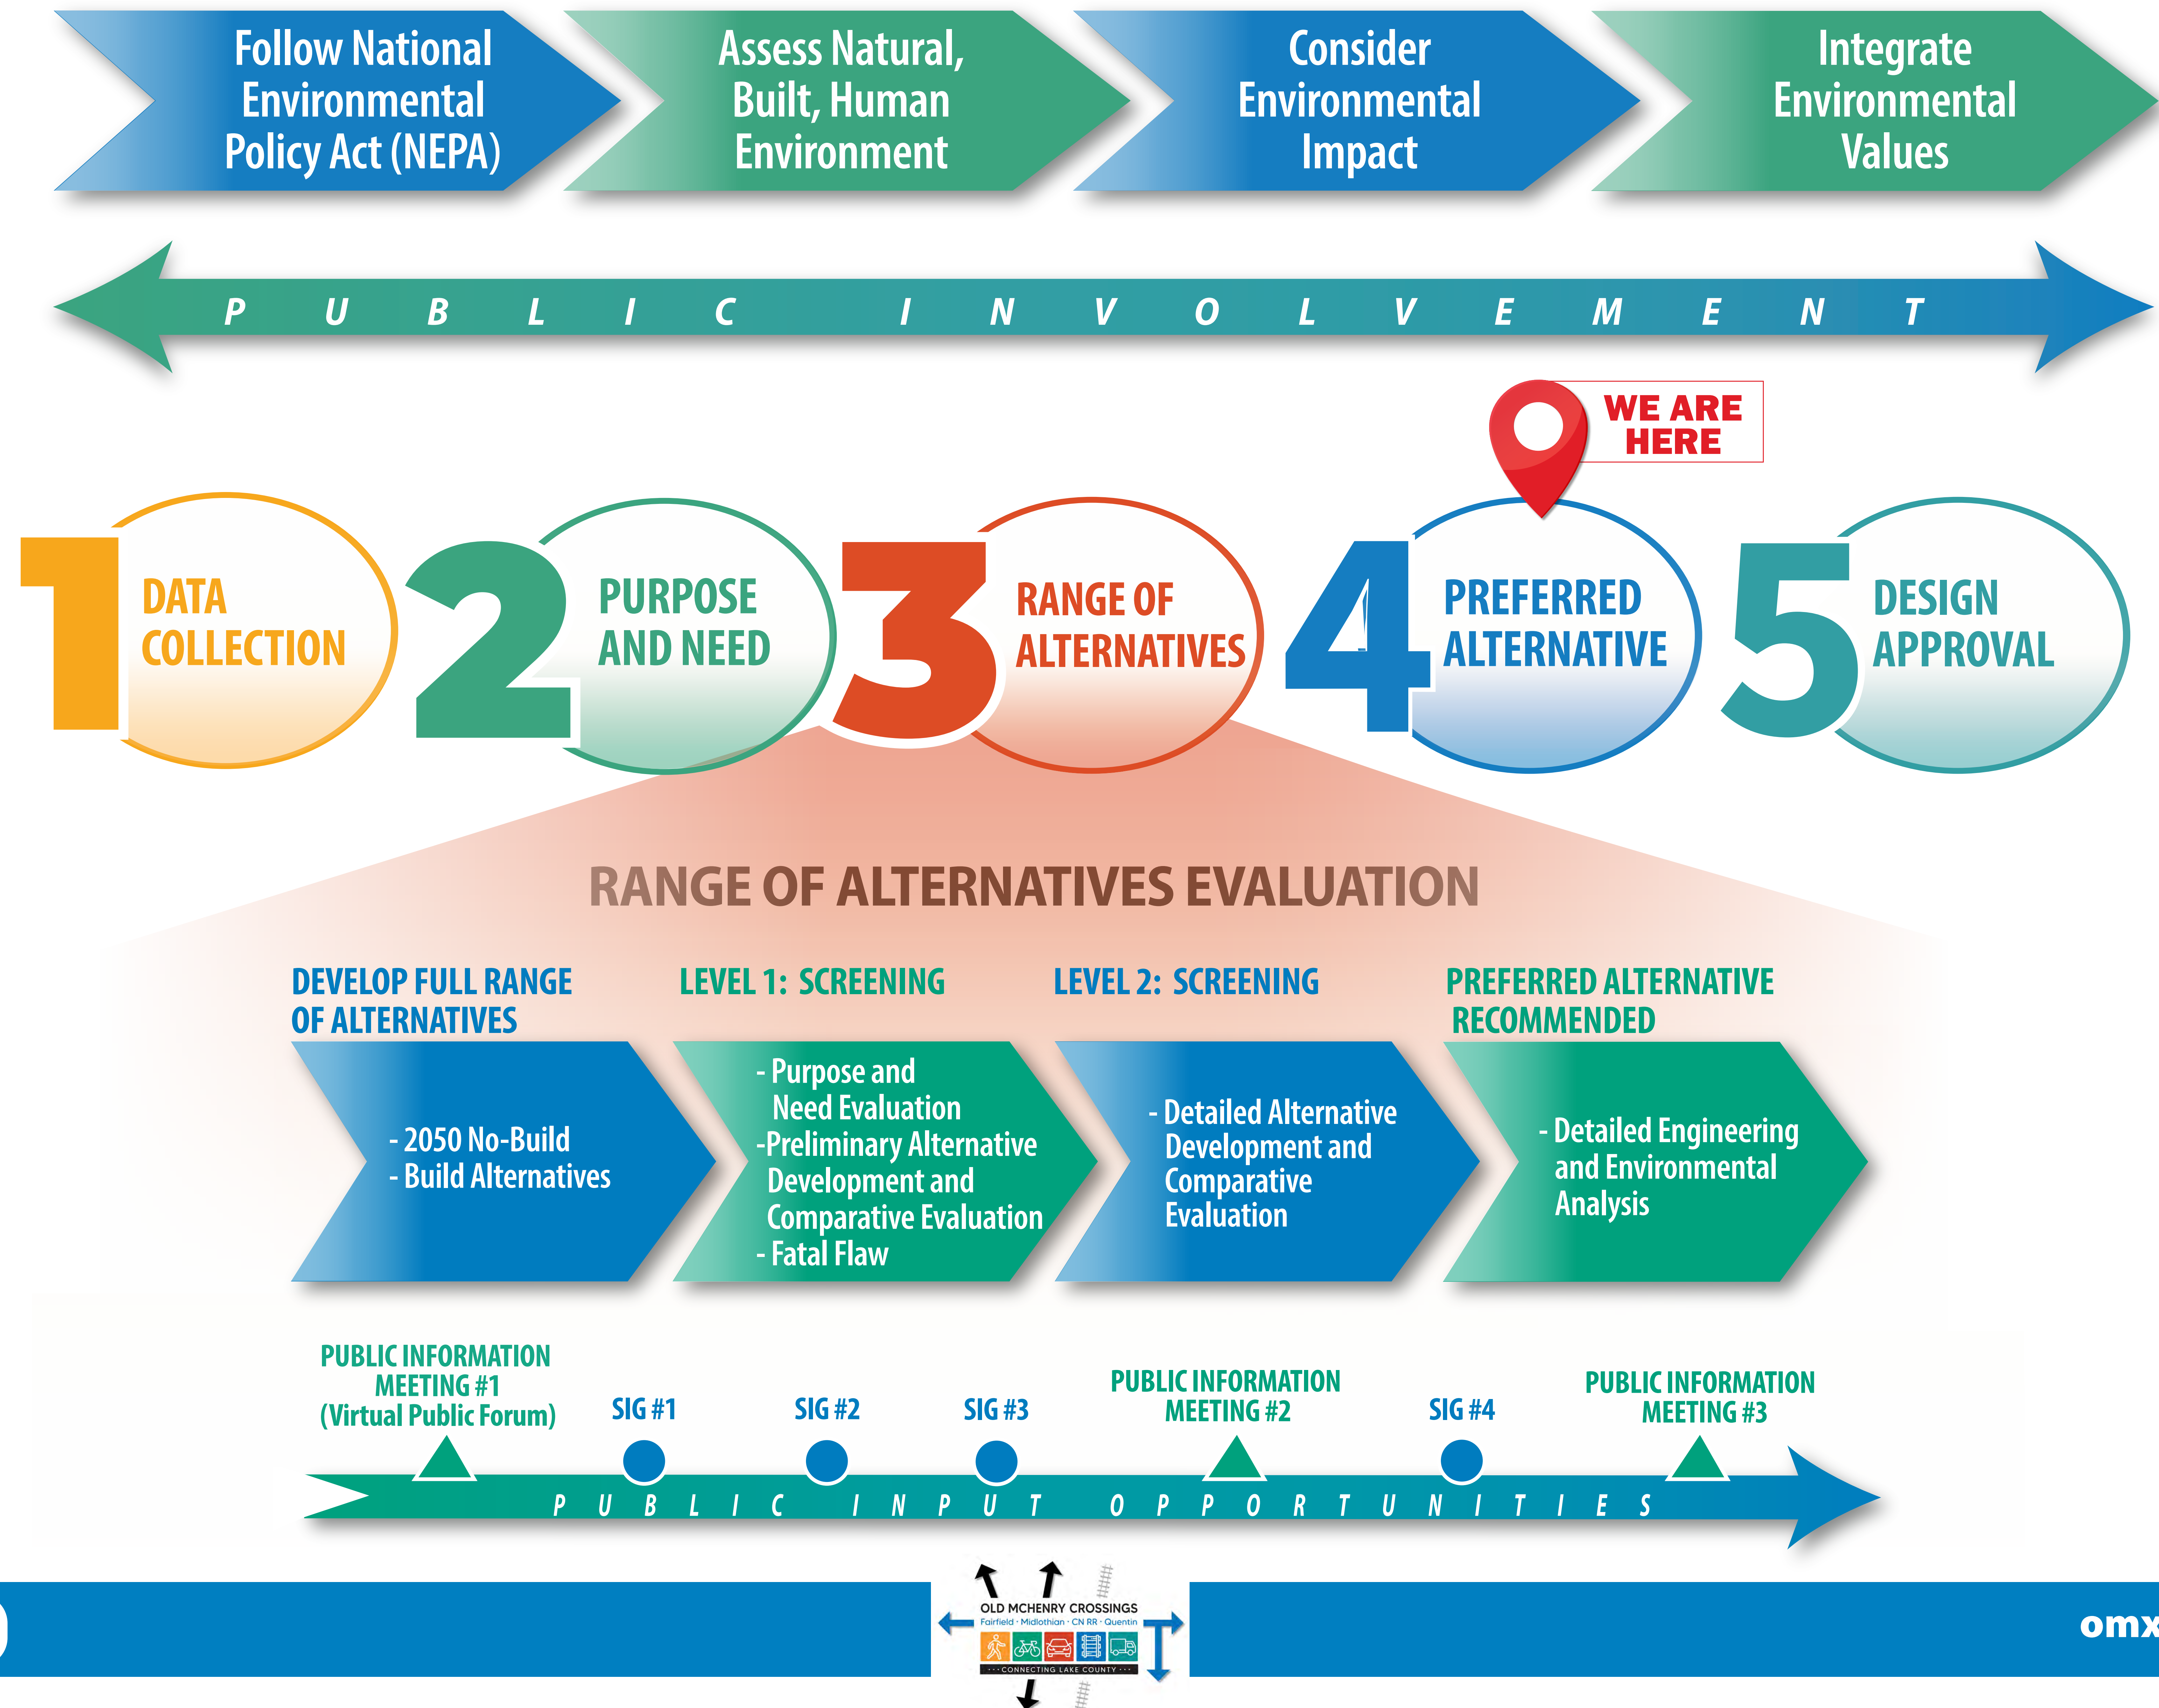 Follow National
Environmental
Policy Act (NEPA)
Assess Natural,
Built, Human
Environment
Consider
Environmental
Impact
Integrate
Environmental
Values
PUBLIC INVOLVEMENT
WE ARE
HERE
1 DATA
COLLECTION
2 PURPOSE
AND NEED
3 RANGE OF
ALTERNATIVES
4 PREFERRED
ALTERNATIVE
5 DESIGN
APPROVAL
RANGE OF ALTERNATIVES EVALUATION
DEVELOP FULL RANGE
OF ALTERNATIVES
- 2050 No-Build
- Build Alternatives
LEVEL 1: SCREENING
- Purpose and
Need Evaluation
-Preliminary Alternative
Development and
Comparative Evaluation
- Fatal Flaw
LEVEL 2: SCREENING
- Detailed Alternative
Development and
Comparative
Evaluation
PREFERRED ALTERNATIVE
RECOMMENDED
- Detailed Engineering
and Environmental
Analysis
PUBLIC INFORMATION
MEETING #1
(Virtual Public Forum)
SIG #1
SIG #2
SIG #3
PUBLIC INFORMATION
MEETING #2
SIG #4
PUBLIC INFORMATION
MEETING #3
PUBLIC INPUT OPPORTUNITIES
OLD MCHENRY CROSSINGS
Fairfield · Midlothian · CN RR · Quentin
··· CONNECTING LAKE COUNTY ···
omx